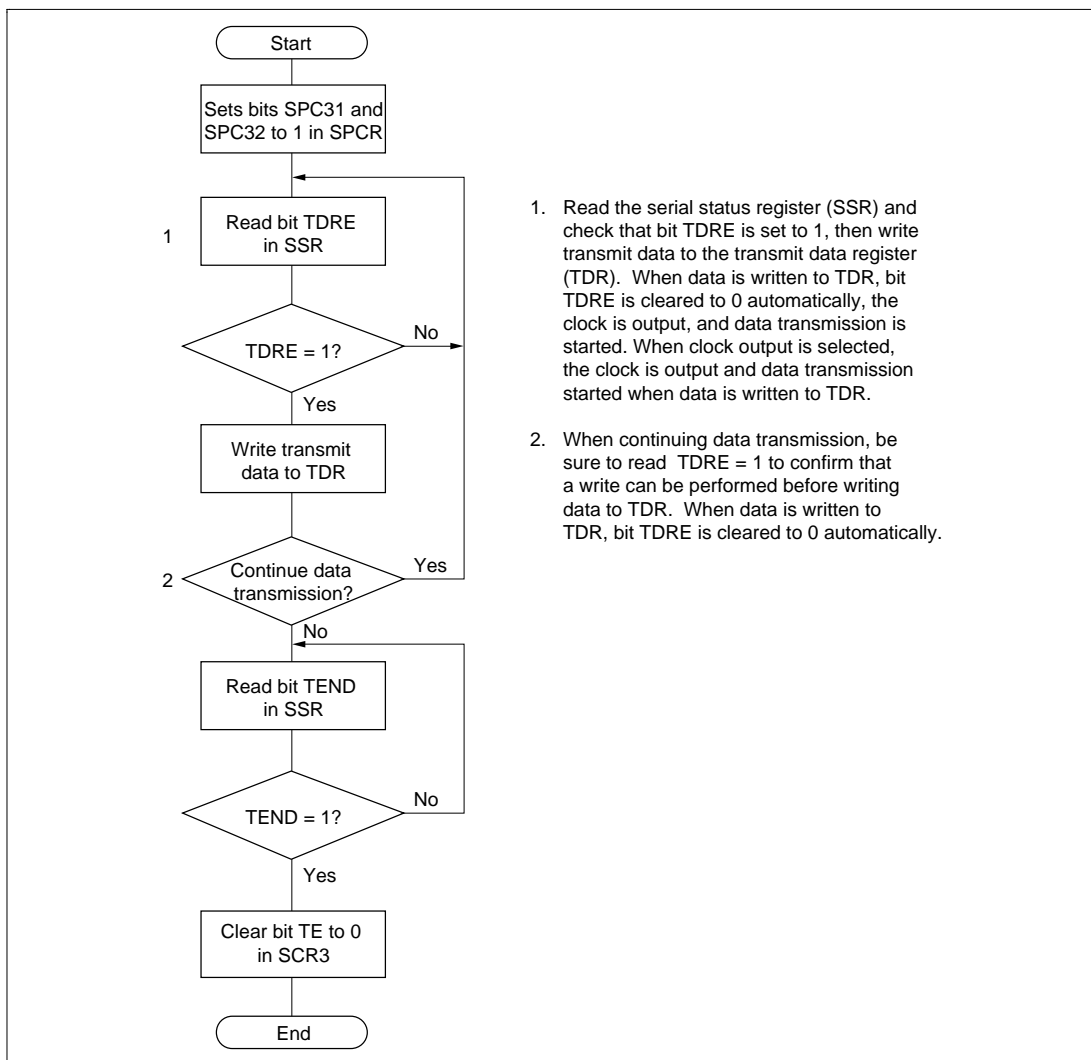 Start
Sets bits SPC31 and
SPC32 to 1 in SPCR
1
Read bit TDRE
in SSR
TDRE = 1?
No
Yes
Write transmit
data to TDR
2
Continue data
transmission?
Yes
No
Read bit TEND
in SSR
TEND = 1?
No
Yes
Clear bit TE to 0
in SCR3
End
1. Read the serial status register (SSR) and
check that bit TDRE is set to 1, then write
transmit data to the transmit data register
(TDR). When data is written to TDR, bit
TDRE is cleared to 0 automatically, the
clock is output, and data transmission is
started. When clock output is selected,
the clock is output and data transmission
started when data is written to TDR.
2. When continuing data transmission, be
sure to read TDRE = 1 to confirm that
a write can be performed before writing
data to TDR. When data is written to
TDR, bit TDRE is cleared to 0 automatically.